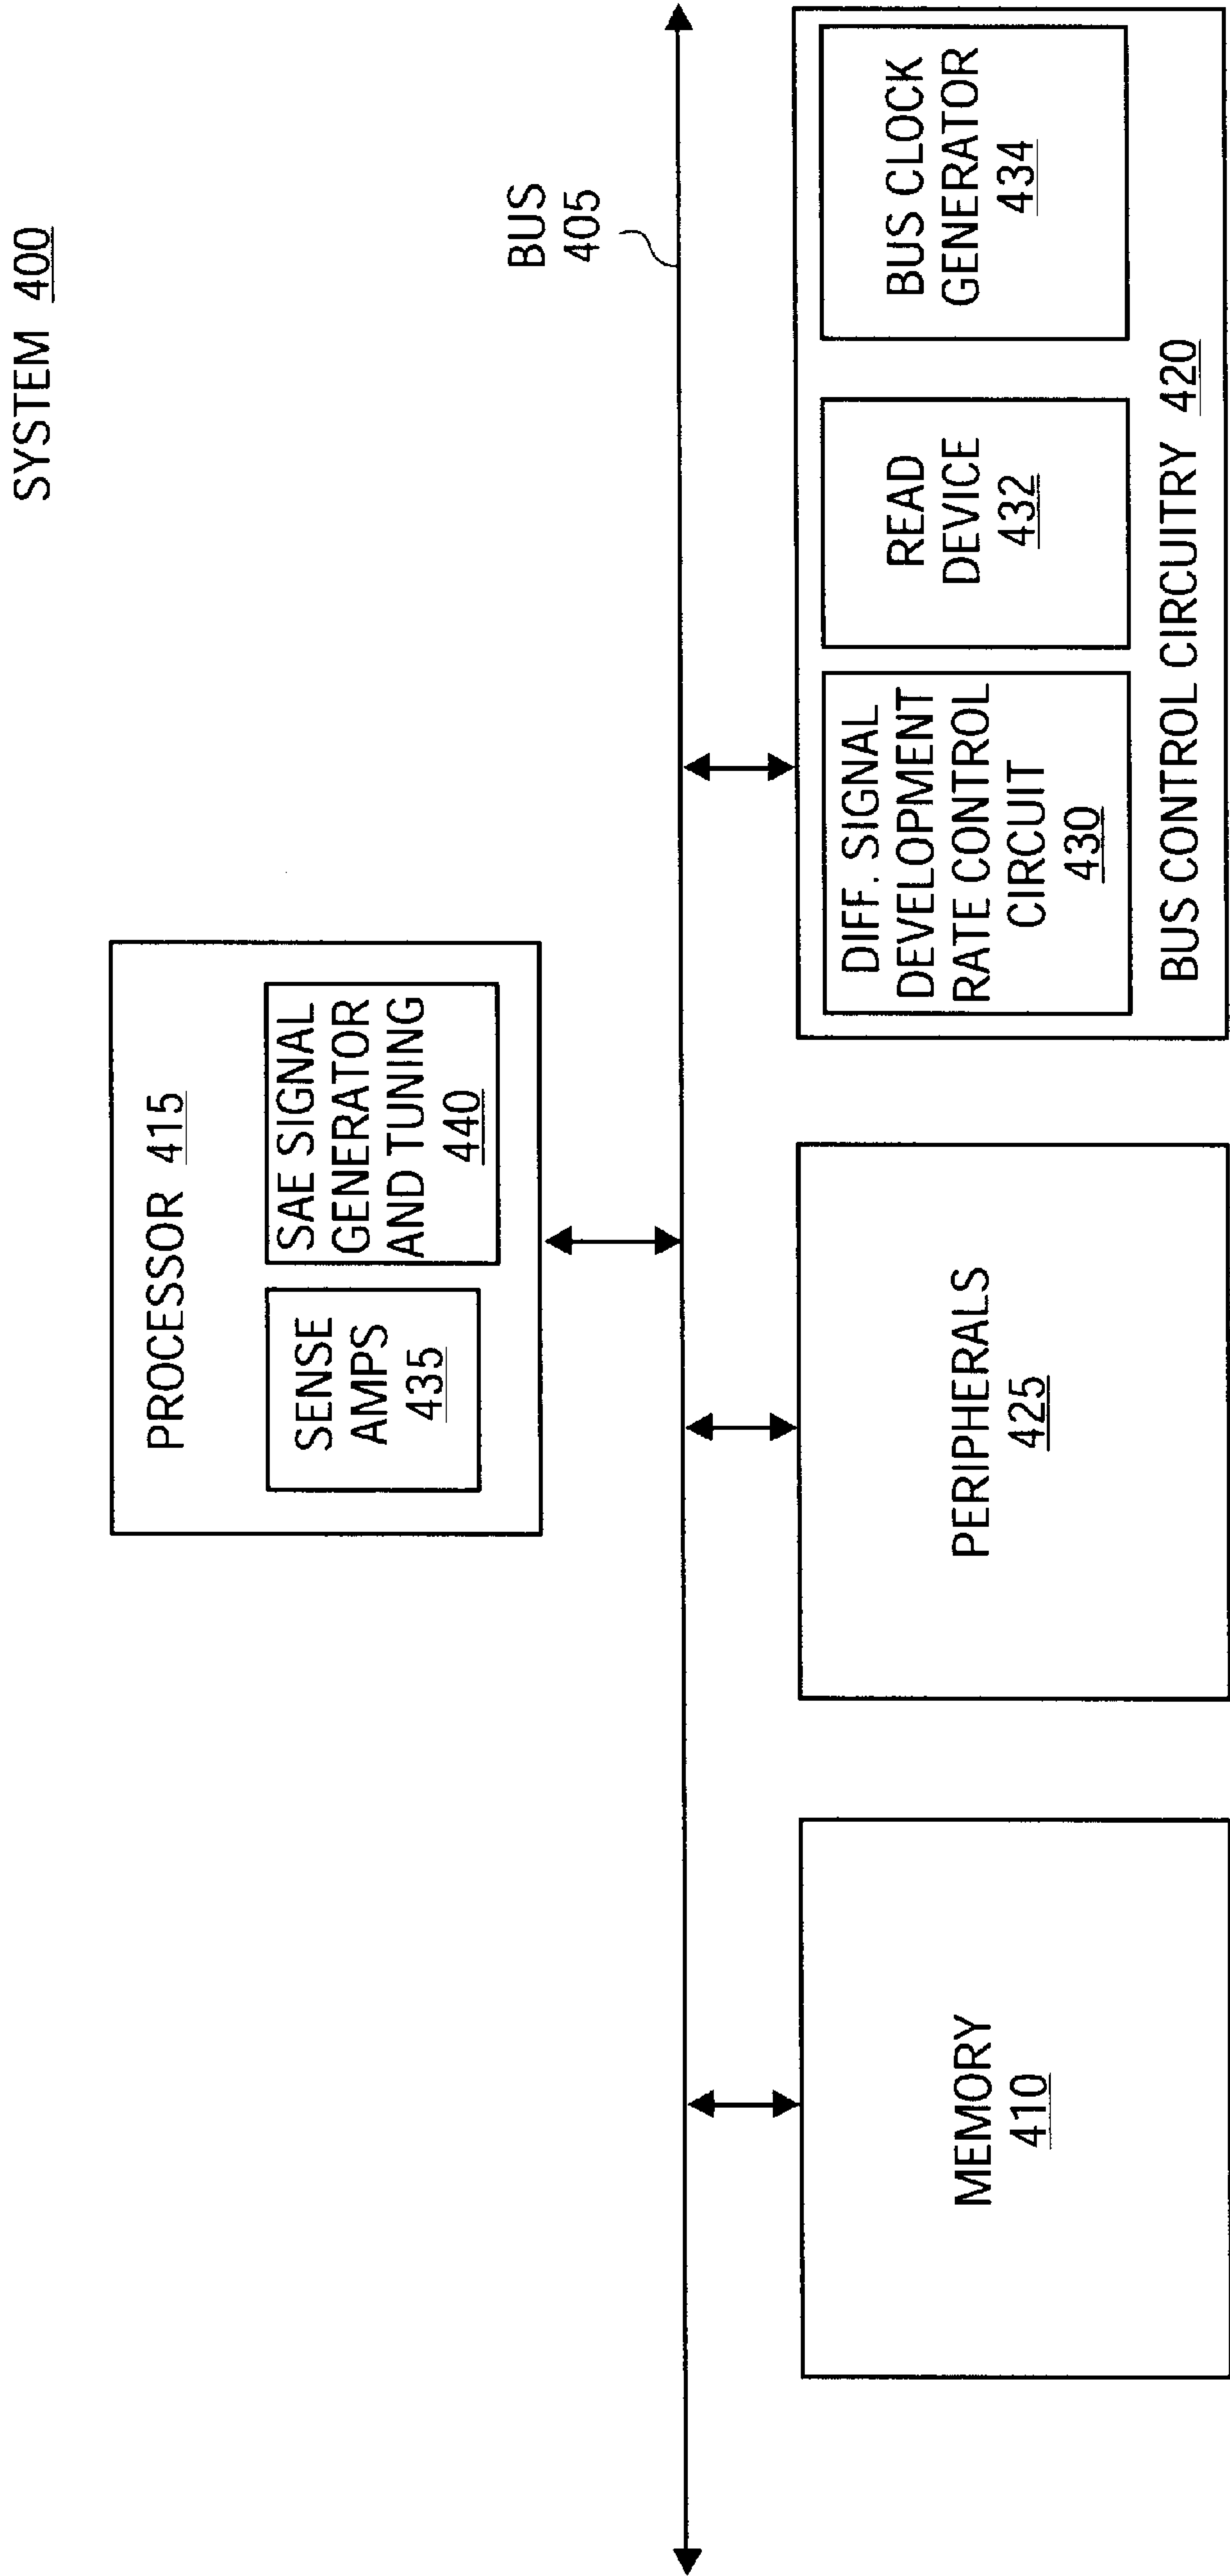 SYSTEM 400
PROCESSOR 415
SENSE
AMPS
435
SAE SIGNAL
GENERATOR
AND TUNING
440
BUS
405
MEMORY
410
PERIPHERALS
425
DIFF. SIGNAL
DEVELOPMENT
RATE CONTROL
CIRCUIT
430
READ
DEVICE
432
BUS CLOCK
GENERATOR
434
BUS CONTROL CIRCUITRY 420